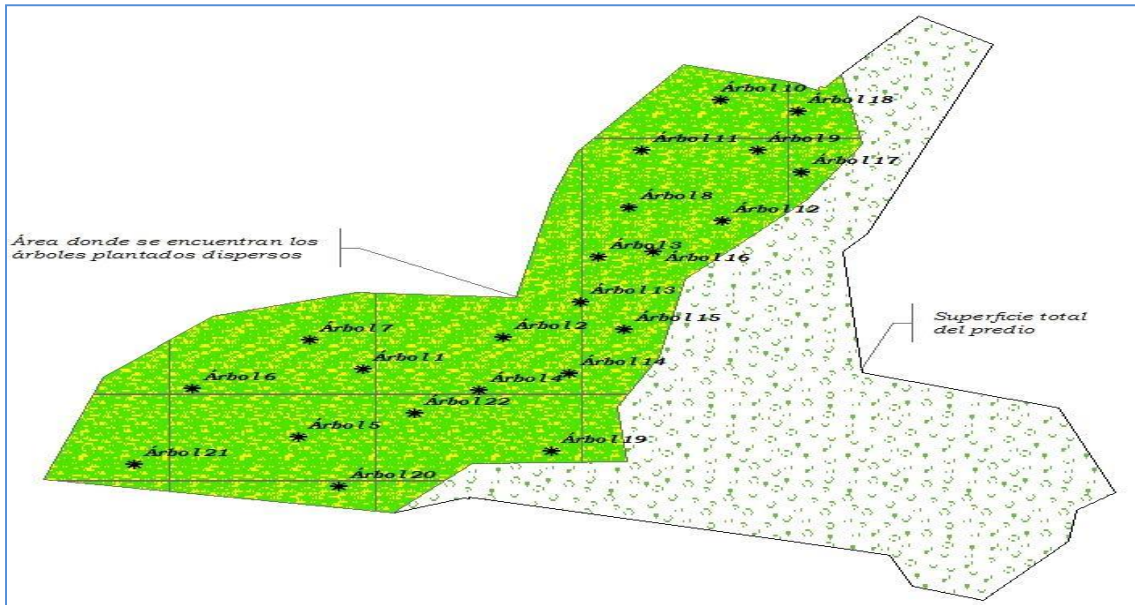 Árbol10
Árbol18
Árbol11
Árbol9
Árbol17
Árbol8
Árbol12
Área donde se encuentran los
árboles plantados dispersos
Árbol3
Árbol16
Árbol13
Árbol15
Superficie total
del predio
Árbol7
Árbol2
Árbol1
Árbol14
Árbol6
Árbol4
Árbol22
Árbol5
Árbol19
Árbol21
Árbol20